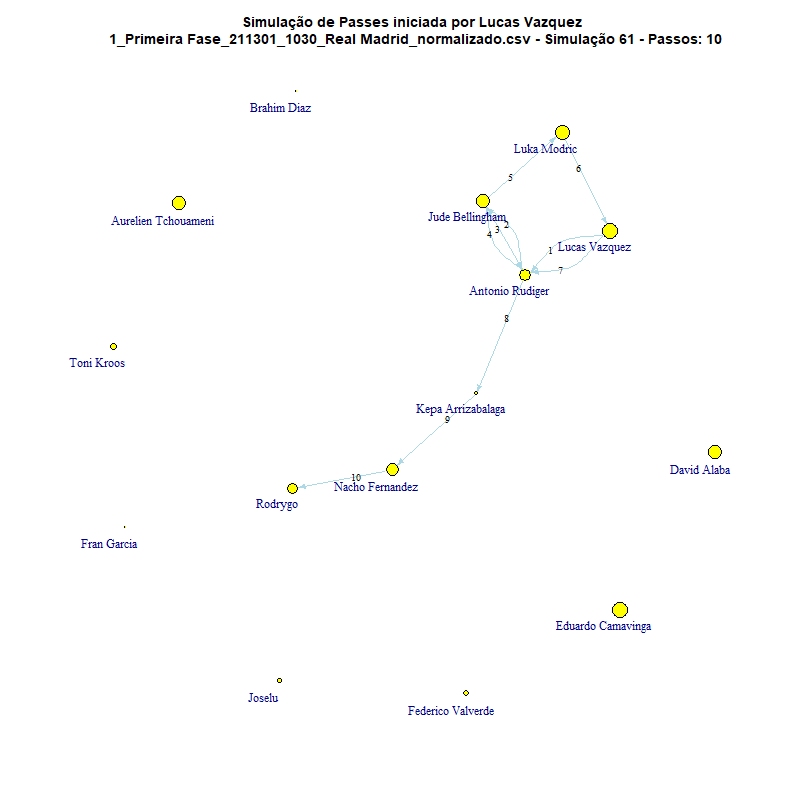 Simulação de Passes iniciada por Lucas Vazquez
1_Primeira Fase_211301_1030_Real Madrid_normalizado.csv - Simulação 61 - Passos: 10
Brahim Diaz
Luka Modric
5
6
Aurelien Tchouameni
Jude Bellingham
2
3
4
Lucas Vazquez
1
7
Antonio Rudiger
8
Toni Kroos
Kepa Arrizabalaga
9
David Alaba
10
Nacho Fernandez
Rodrygo
Fran Garcia
Eduardo Camavinga
Joselu
Federico Valverde